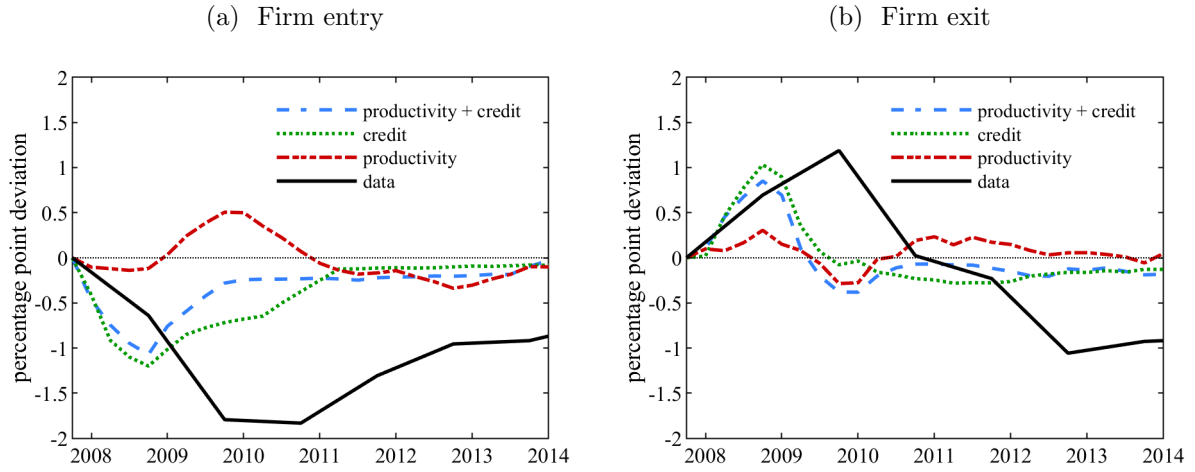 (a) Firm entry
percentage point deviation
2
1.5
1
0.5
0
-0.5
-1
-1.5
-2
productivity + credit
credit
productivity
data
2008 2009 2010 2011 2012 2013 2014
(b) Firm exit
percentage point deviation
2
1.5
1
0.5
0
-0.5
-1
-1.5
-2
productivity + credit
credit
productivity
data
2008 2009 2010 2011 2012 2013 2014